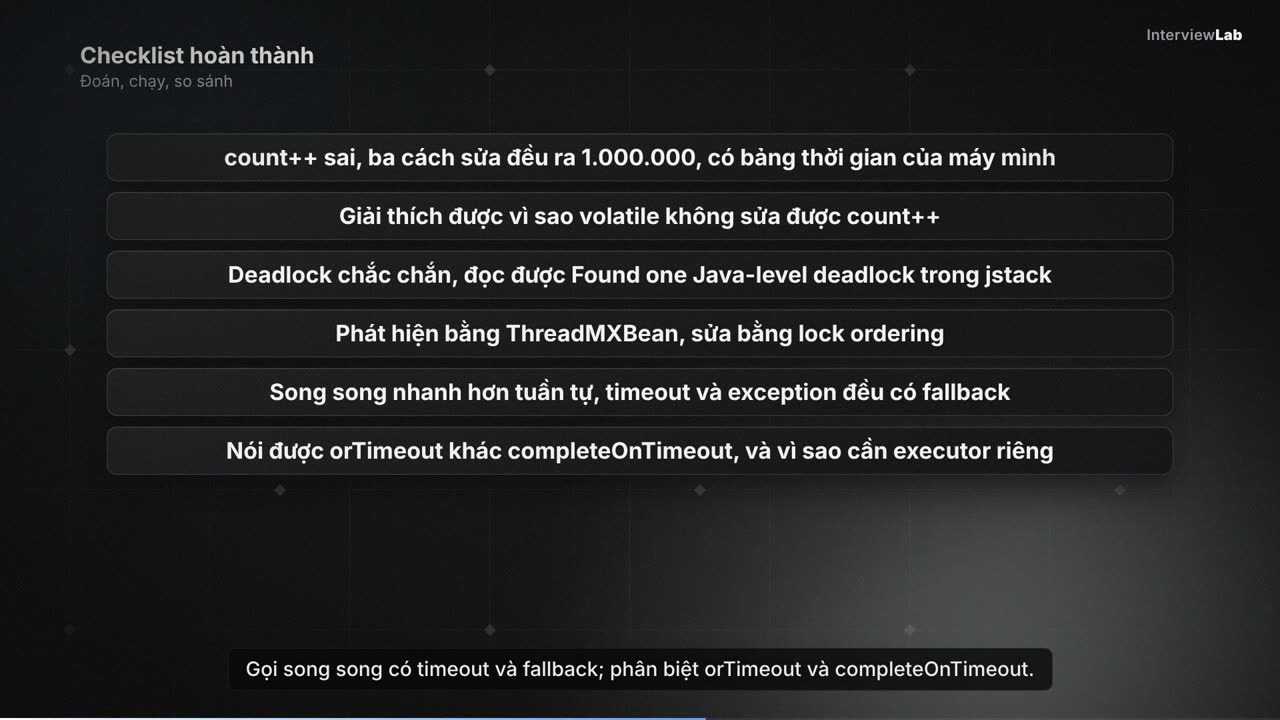 Checklist hoàn thành
InterviewLab
Đoán, chạy, so sánh
count++ sai, ba cách sửa đều ra 1.000.000, có bảng thời gian của máy mình
Giải thích được vì sao volatile không sửa được count++
Deadlock chắc chắn, đọc được Found one Java-level deadlock trong jstack
Phát hiện bằng ThreadMXBean, sửa bằng lock ordering
Song song nhanh hơn tuần tự, timeout và exception đều có fallback
Nói được orTimeout khác completeOnTimeout, và vì sao cần executor riêng
Gọi song song có timeout và fallback; phân biệt orTimeout và completeOnTimeout.